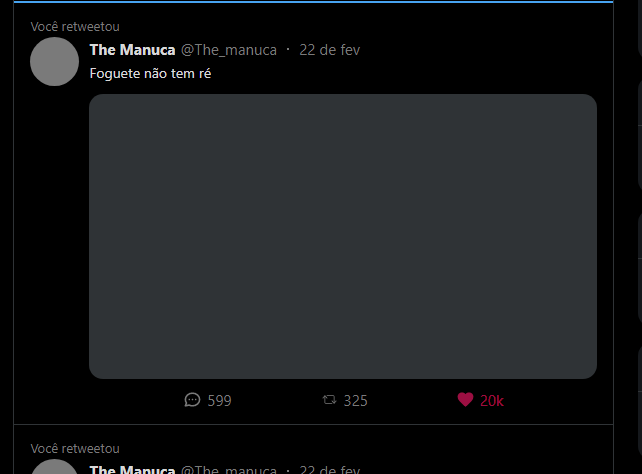 Você retweetou
The Manuca @The_manuca · 22 de fev
Foguete não tem ré
599 325 20k
Você retweetou
The Manuca @The_manuca · 22 de fev